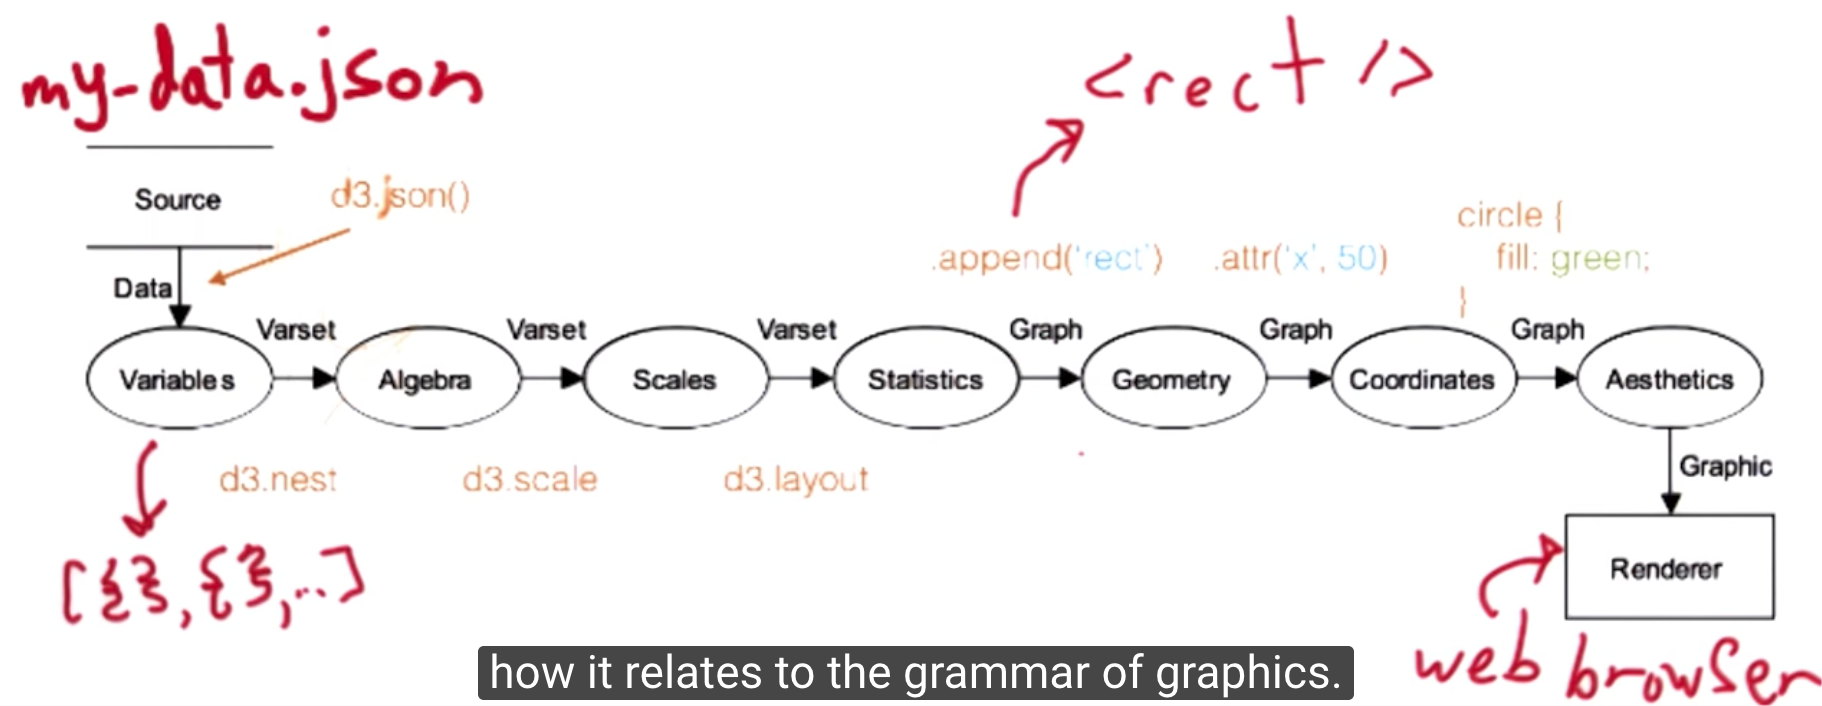 my-data.json
<rect />
Source
d3.json()
circle {
.append('rect')
.attr('x', 50)
fill: green;
}
Data
Varset
Varset
Varset
Graph
Graph
Graph
Variables
Algebra
Scales
Statistics
Geometry
Coordinates
Aesthetics
d3.nest
d3.scale
d3.layout
Graphic
[{},{},...]
Renderer
web browser
how it relates to the grammar of graphics.